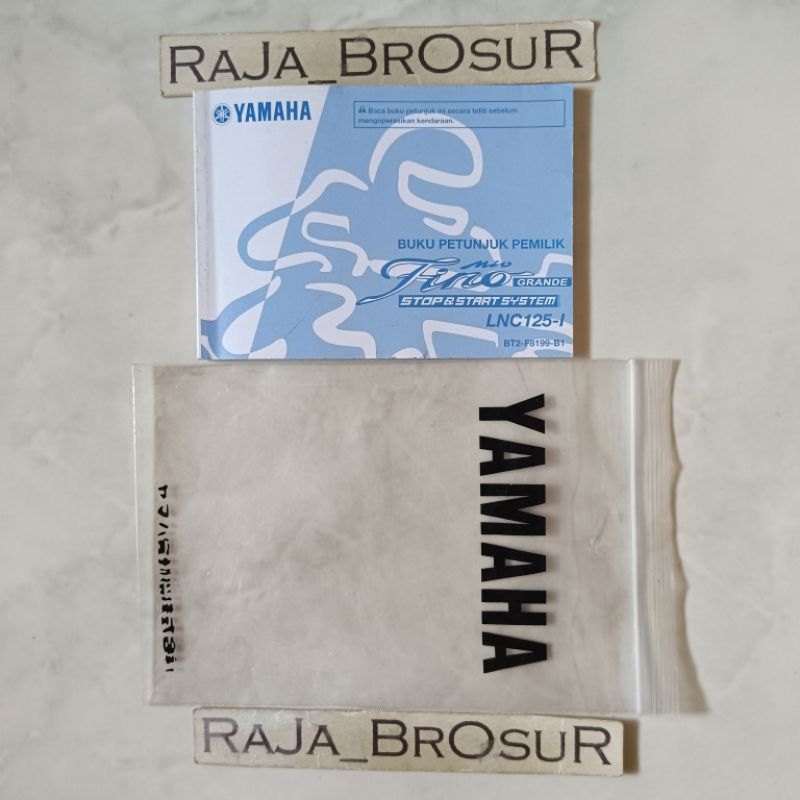 RAJA_BROSUR
YAMAHA
Baca buku petunjuk ini secara teliti sebelum
mengoperasikan kendaraan.
BUKU PETUNJUK PEMILIK
Mio
Fino GRANDE
STOP & START SYSTEM
LNC125-I
BT2-F8199-B1
YAMAHA
RAJA_BROSUR